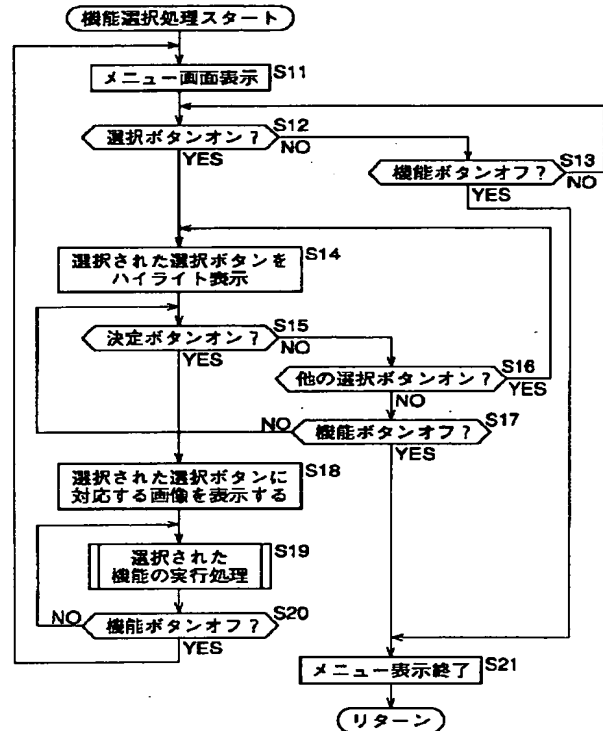 機能選択処理スタート
メニュー画面表示
S11
選択ボタンオン?
S12
YES
NO
機能ボタンオフ?
S13
YES
NO
選択された選択ボタンを
ハイライト表示
S14
決定ボタンオン?
S15
YES
NO
他の選択ボタンオン?
S16
YES
NO
機能ボタンオフ?
S17
NO
YES
選択された選択ボタンに
対応する画像を表示する
S18
選択された
機能の実行処理
S19
機能ボタンオフ?
S20
NO
YES
メニュー表示終了
S21
リターン